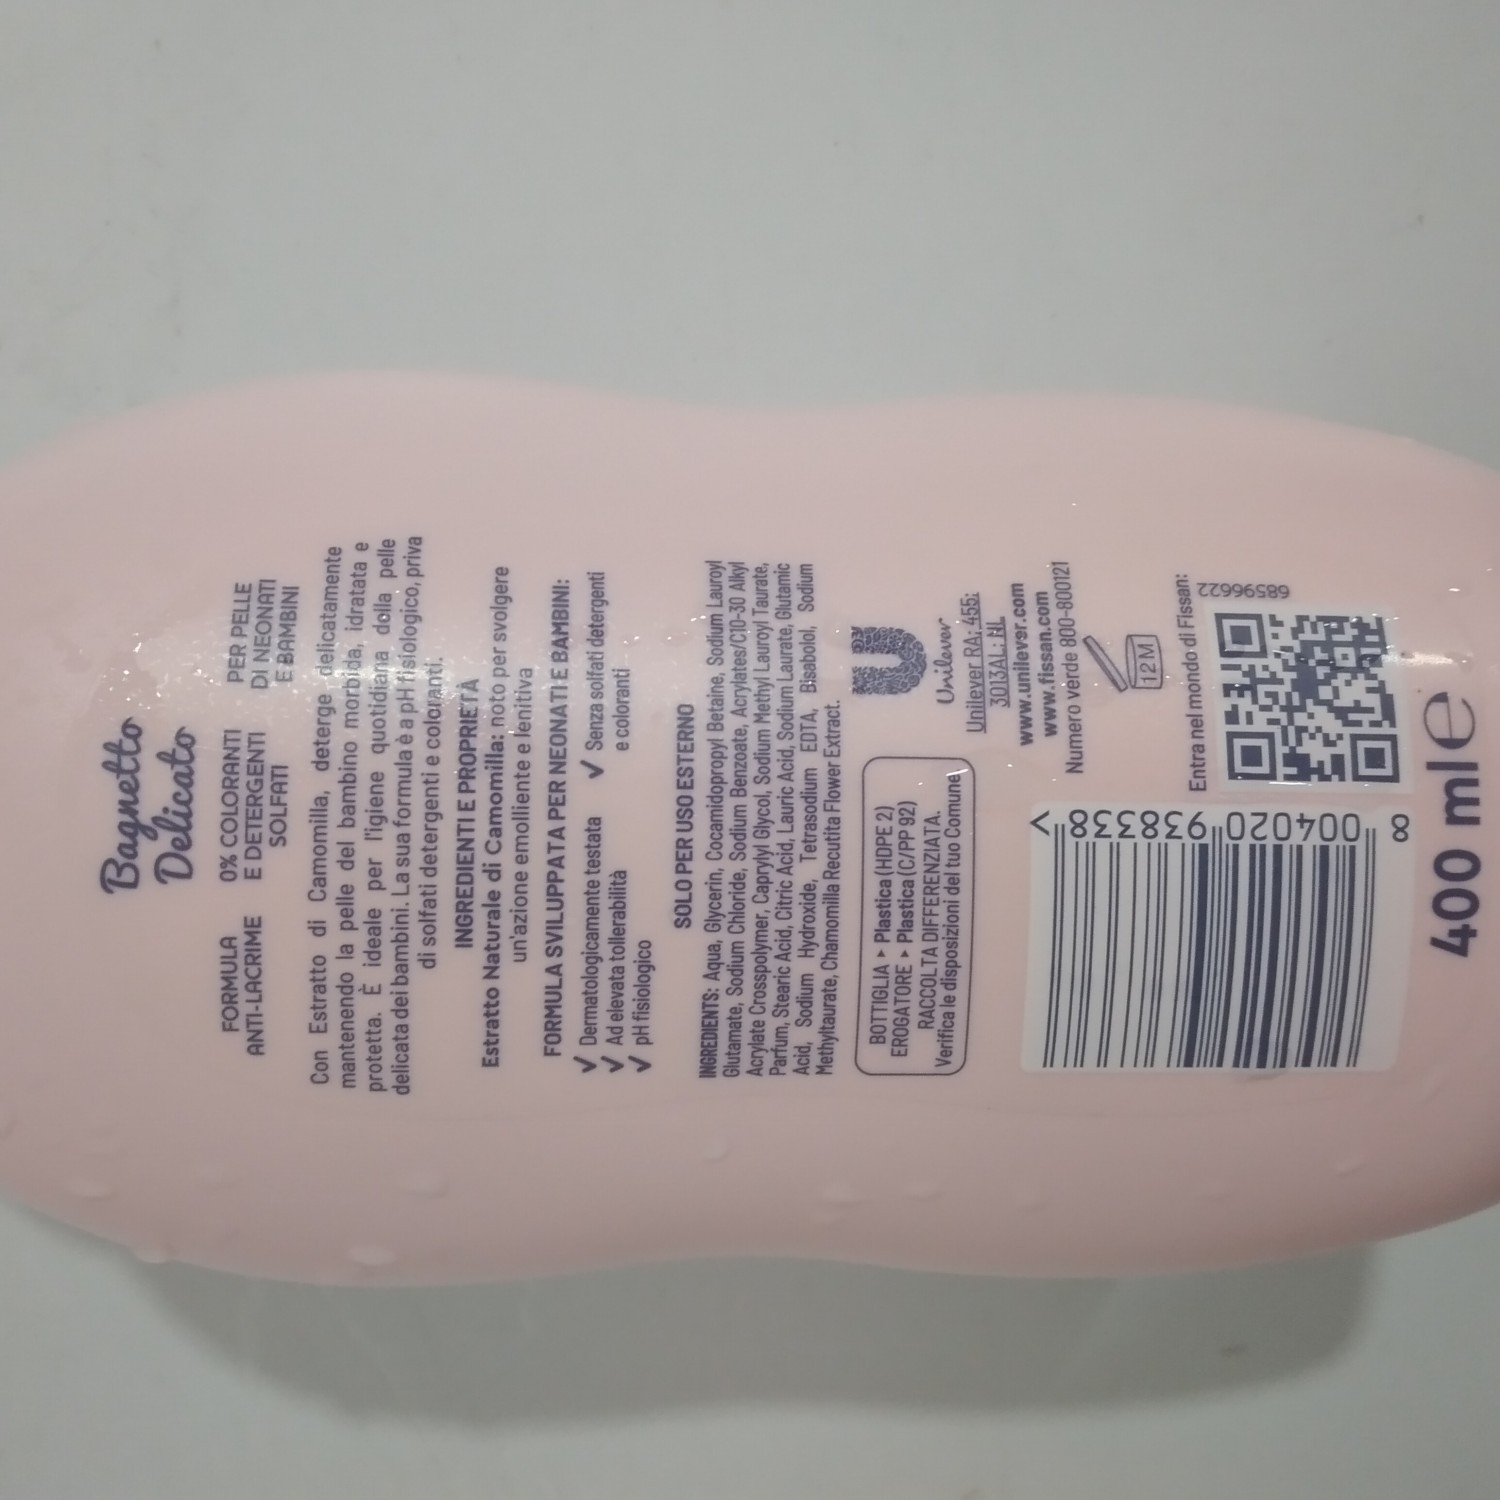 Bagnetto
Delicato
FORMULA
ANTI-LACRIME
0% COLORANTI
E DETERGENTI
SOLFATI
PER PELLE
DI NEONATI
E BAMBINI
Con Estratto di Camomilla, deterge delicatamente
mantenendo la pelle del bambino morbida, idratata e
protetta. È ideale per l'igiene quotidiana della pelle
delicata dei bambini. La sua formula è a pH fisiologico, priva
di solfati detergenti e coloranti.
INGREDIENTI E PROPRIETÀ
Estratto Naturale di Camomilla: noto per svolgere
un'azione emolliente e lenitiva
FORMULA SVILUPPATA PER NEONATI E BAMBINI:
✓ Dermatologicamente testata
✓ Ad elevata tollerabilità
✓ pH fisiologico
✓ Senza solfati detergenti
e coloranti
SOLO PER USO ESTERNO
INGREDIENTS: Aqua, Glycerin, Cocamidopropyl Betaine, Sodium Lauroyl
Glutamate, Sodium Chloride, Sodium Benzoate, Acrylates/C10-30 Alkyl
Acrylate Crosspolymer, Caprylyl Glycol, Sodium Methyl Lauroyl Taurate,
Parfum, Stearic Acid, Citric Acid, Lauric Acid, Sodium Laurate, Glutamic
Acid, Sodium Hydroxide, Tetrasodium EDTA, Bisabolol, Sodium
Methyltaurate, Chamomilla Recutita Flower Extract.
BOTTIGLIA ▸ Plastica (HDPE 2)
EROGATORE ▸ Plastica (C/PP 92)
RACCOLTA DIFFERENZIATA.
Verifica le disposizioni del tuo Comune
Unilever
Unilever RA; 455;
3013AL; NL
www.unilever.com
www.fissan.com
Numero verde 800-800121
12M
Entra nel mondo di Fissan:
68596622
8 004020 938338 >
400 ml e